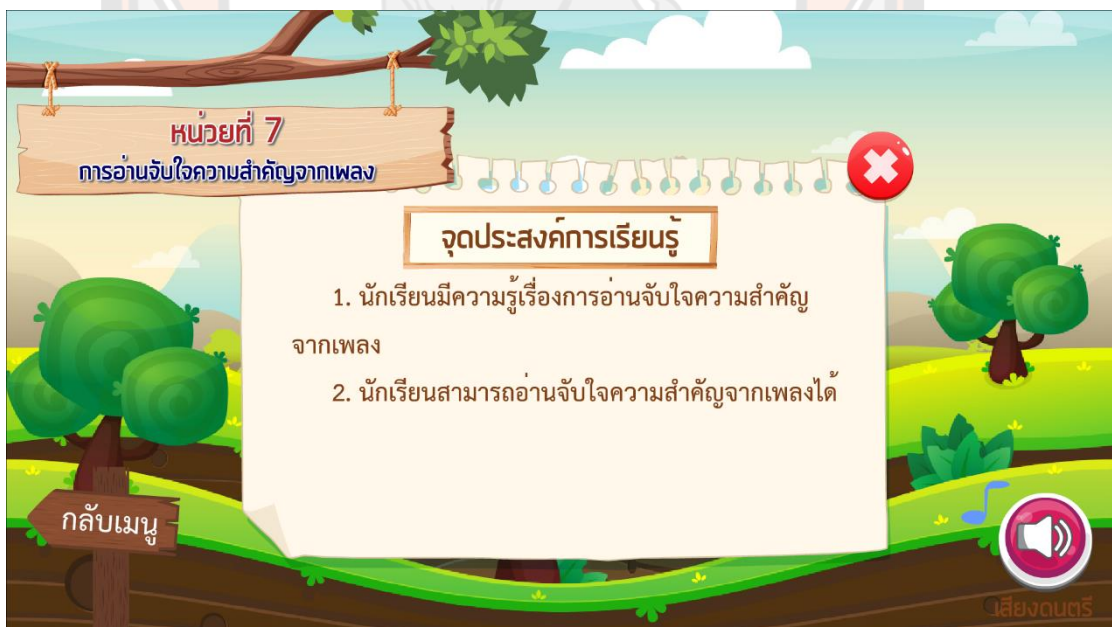 หน่วยที่ 7
การอ่านจับใจความสำคัญจากเพลง
จุดประสงค์การเรียนรู้
1. นักเรียนมีความรู้เรื่องการอ่านจับใจความสำคัญ
จากเพลง
2. นักเรียนสามารถอ่านจับใจความสำคัญจากเพลงได้
กลับเมนู
เสียงดนตรี